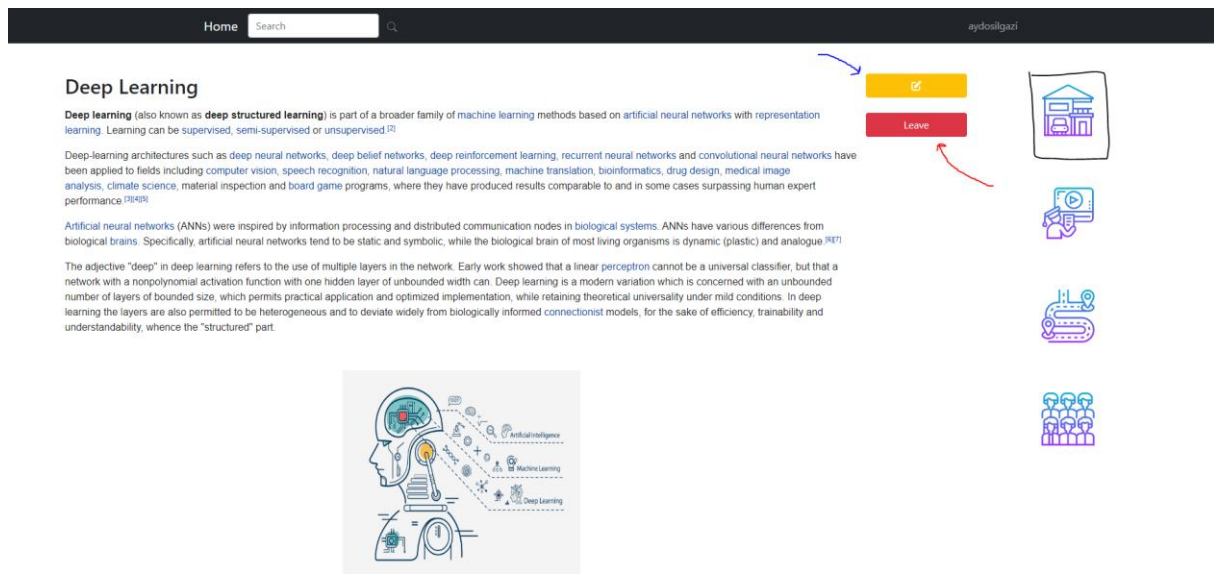 Home Search aydosilgazi
Deep Learning
Deep learning (also known as deep structured learning) is part of a broader family of machine learning methods based on artificial neural networks with representation
learning. Learning can be supervised, semi-supervised or unsupervised.[2]
Leave
Deep-learning architectures such as deep neural networks, deep belief networks, deep reinforcement learning, recurrent neural networks and convolutional neural networks have
been applied to fields including computer vision, speech recognition, natural language processing, machine translation, bioinformatics, drug design, medical image
analysis, climate science, material inspection and board game programs, where they have produced results comparable to and in some cases surpassing human expert
performance.[3][4][5]
Artificial neural networks (ANNs) were inspired by information processing and distributed communication nodes in biological systems. ANNs have various differences from
biological brains. Specifically, artificial neural networks tend to be static and symbolic, while the biological brain of most living organisms is dynamic (plastic) and analogue.[6][7]
The adjective "deep" in deep learning refers to the use of multiple layers in the network. Early work showed that a linear perceptron cannot be a universal classifier, but that a
network with a nonpolynomial activation function with one hidden layer of unbounded width can. Deep learning is a modern variation which is concerned with an unbounded
number of layers of bounded size, which permits practical application and optimized implementation, while retaining theoretical universality under mild conditions. In deep
learning the layers are also permitted to be heterogeneous and to deviate widely from biologically informed connectionist models, for the sake of efficiency, trainability and
understandability, whence the "structured" part.
Artificial Intelligence
Machine Learning
Deep Learning